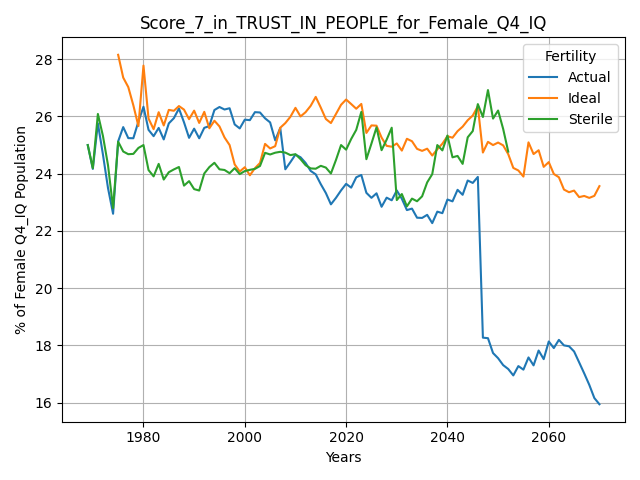 Score_7_in_TRUST_IN_PEOPLE_for_Female_Q4_IQ
Fertility
Actual
Ideal
Sterile
% of Female Q4_IQ Population
28
26
24
22
20
18
16
1980 2000 2020 2040 2060
Years